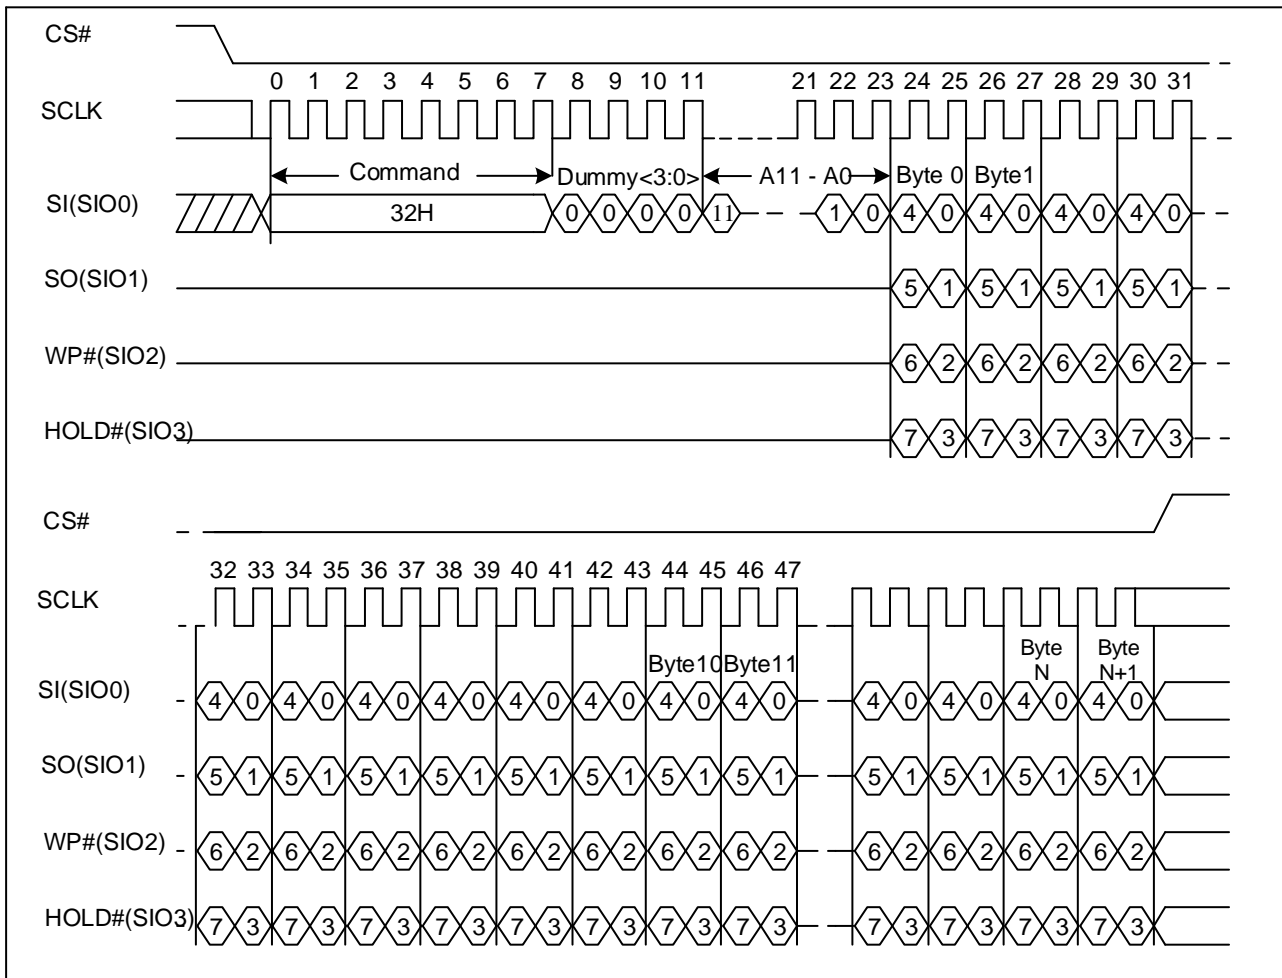 CS#
0 1 2 3 4 5 6 7 8 9 10 11 21 22 23 24 25 26 27 28 29 30 31
SCLK
Command Dummy<3:0> A11 - A0 Byte 0 Byte1
SI(SIO0) 32H 0 0 0 0 11 1 0 4 0 4 0 4 0 4 0
SO(SIO1) 5 1 5 1 5 1 5 1
WP#(SIO2) 6 2 6 2 6 2 6 2
HOLD#(SIO3) 7 3 7 3 7 3 7 3
CS#
32 33 34 35 36 37 38 39 40 41 42 43 44 45 46 47
SCLK
Byte10 Byte11 Byte N Byte N+1
SI(SIO0) 4 0 4 0 4 0 4 0 4 0 4 0 4 0 4 0 4 0 4 0 4 0 4 0
SO(SIO1) 5 1 5 1 5 1 5 1 5 1 5 1 5 1 5 1 5 1 5 1 5 1 5 1
WP#(SIO2) 6 2 6 2 6 2 6 2 6 2 6 2 6 2 6 2 6 2 6 2 6 2 6 2
HOLD#(SIO3) 7 3 7 3 7 3 7 3 7 3 7 3 7 3 7 3 7 3 7 3 7 3 7 3